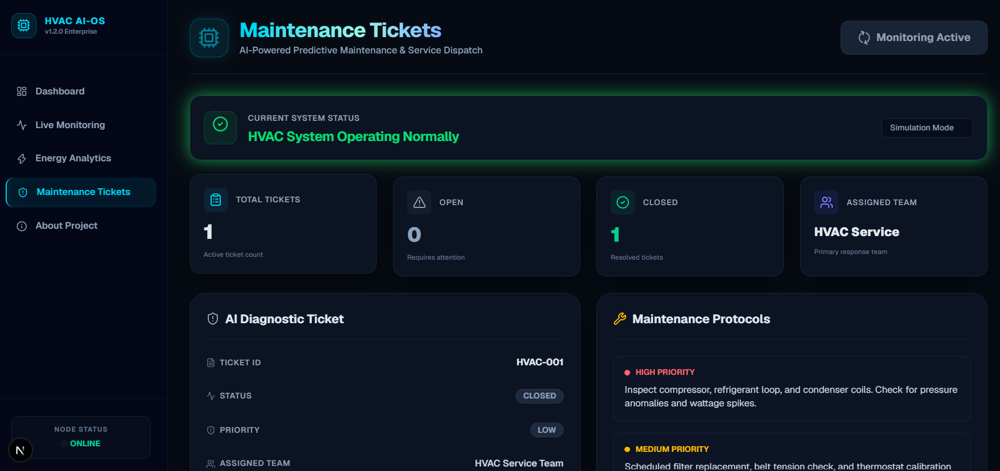 HVAC AI-OS
v1.2.0 Enterprise
Dashboard
Live Monitoring
Energy Analytics
Maintenance Tickets
About Project
NODE STATUS
ONLINE
N
Maintenance Tickets
AI-Powered Predictive Maintenance & Service Dispatch
Monitoring Active
CURRENT SYSTEM STATUS
HVAC System Operating Normally
Simulation Mode
TOTAL TICKETS
1
Active ticket count
OPEN
0
Requires attention
CLOSED
1
Resolved tickets
ASSIGNED TEAM
HVAC Service
Primary response team
AI Diagnostic Ticket
TICKET ID
HVAC-001
STATUS
CLOSED
PRIORITY
LOW
ASSIGNED TEAM
HVAC Service Team
Maintenance Protocols
HIGH PRIORITY
Inspect compressor, refrigerant loop, and condenser coils. Check for pressure
anomalies and wattage spikes.
MEDIUM PRIORITY
Scheduled filter replacement, belt tension check, and thermostat calibration